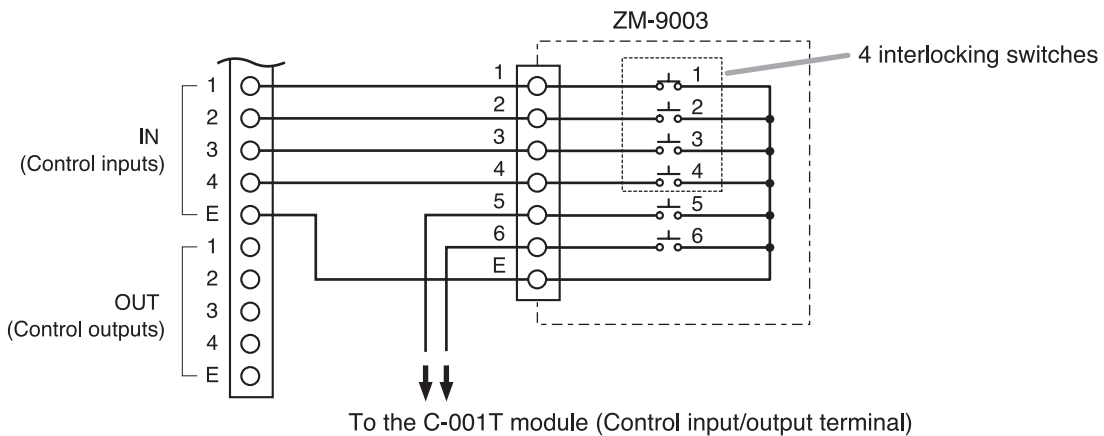 ZM-9003
4 interlocking switches
IN
(Control inputs)
1
2
3
4
E
OUT
(Control outputs)
1
2
3
4
E
1
2
3
4
5
6
E
1
2
3
4
5
6
To the C-001T module (Control input/output terminal)